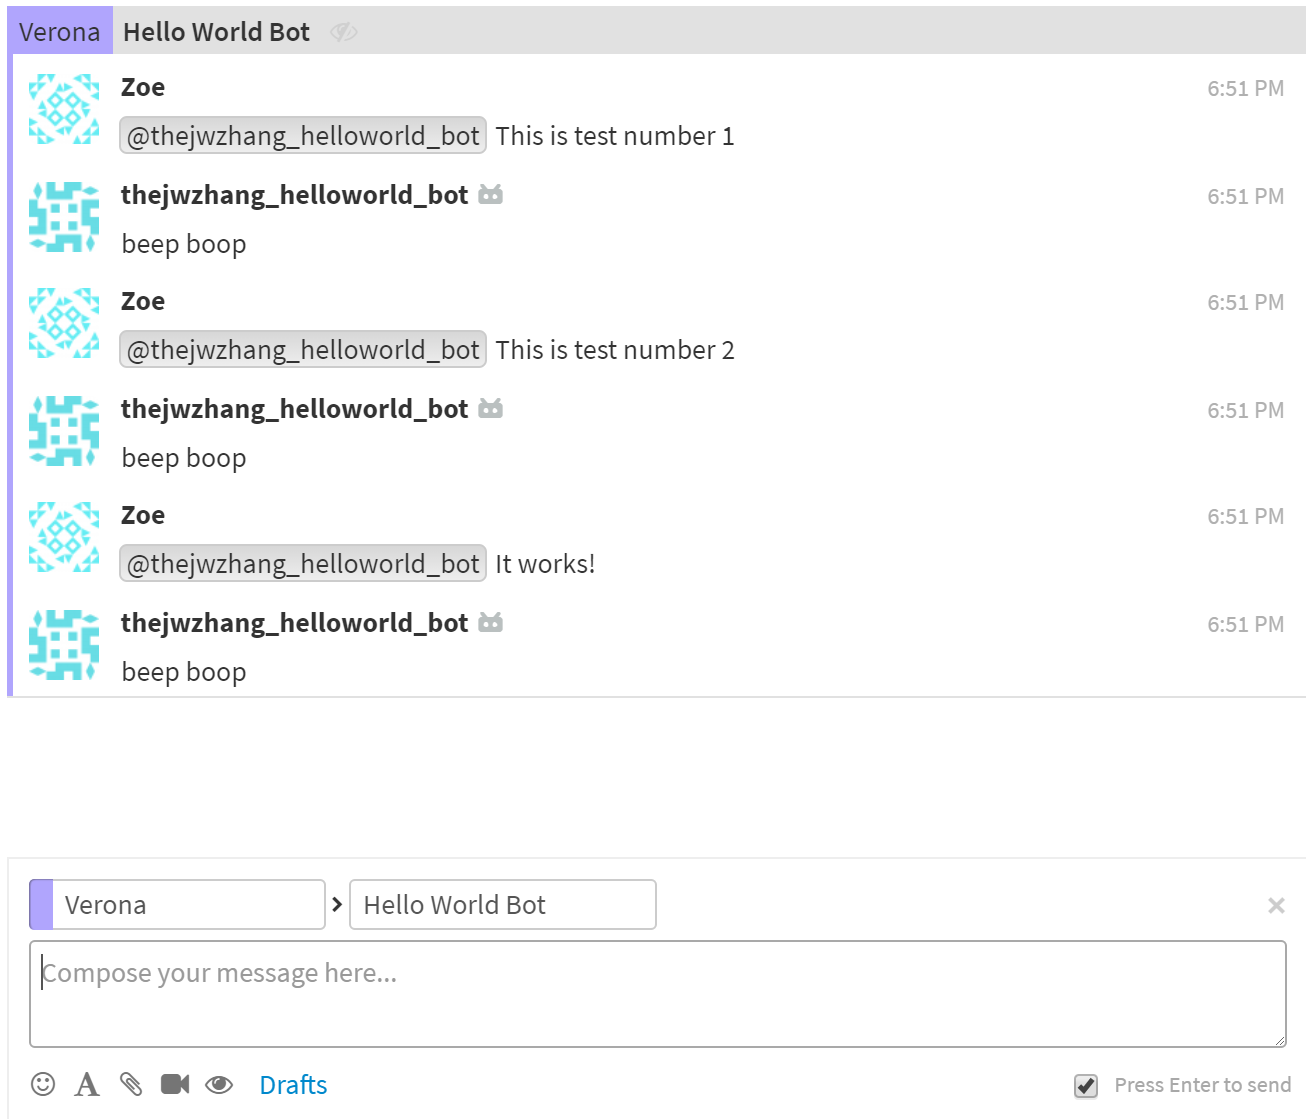 Verona Hello World Bot
Zoe 6:51 PM
@thejwzhang_helloworld_bot This is test number 1
thejwzhang_helloworld_bot 6:51 PM
beep boop
Zoe 6:51 PM
@thejwzhang_helloworld_bot This is test number 2
thejwzhang_helloworld_bot 6:51 PM
beep boop
Zoe 6:51 PM
@thejwzhang_helloworld_bot It works!
thejwzhang_helloworld_bot 6:51 PM
beep boop
Verona > Hello World Bot ×
Compose your message here...
Drafts Press Enter to send